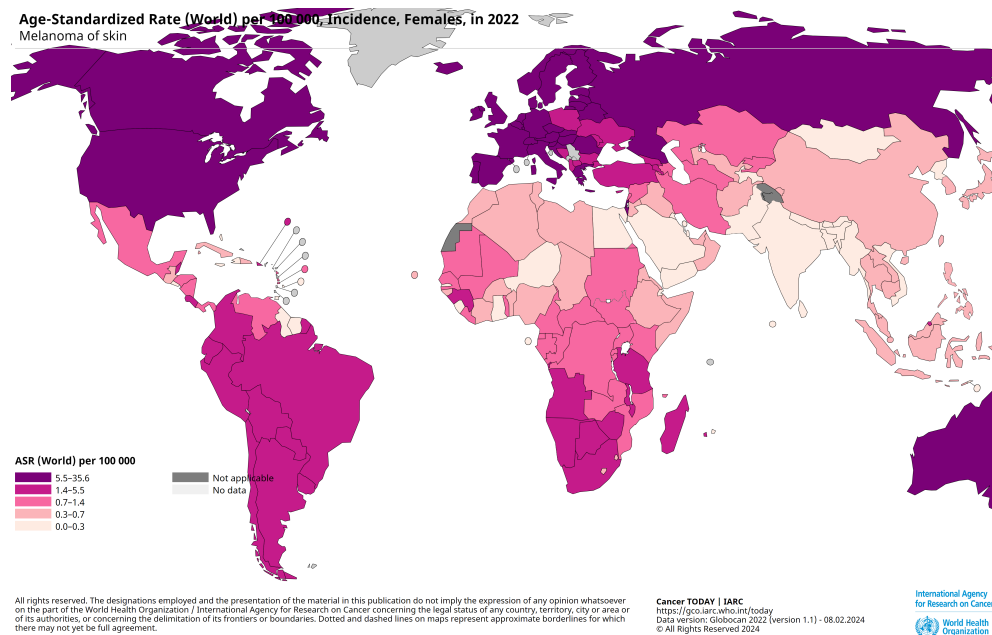 Age-Standardized Rate (World) per 100 000, Incidence, Females, in 2022
Melanoma of skin
ASR (World) per 100 000
5.5–35.6
1.4–5.5
0.7–1.4
0.3–0.7
0.0–0.3
Not applicable
No data
All rights reserved. The designations employed and the presentation of the material in this publication do not imply the expression of any opinion whatsoever
on the part of the World Health Organization / International Agency for Research on Cancer concerning the legal status of any country, territory, city or area or
of its authorities, or concerning the delimitation of its frontiers or boundaries. Dotted and dashed lines on maps represent approximate borderlines for which
there may not yet be full agreement.
Cancer TODAY | IARC
https://gco.iarc.who.int/today
Data version: Globocan 2022 (version 1.1) - 08.02.2024
© All Rights Reserved 2024
International Agency
for Research on Cancer
World Health
Organization